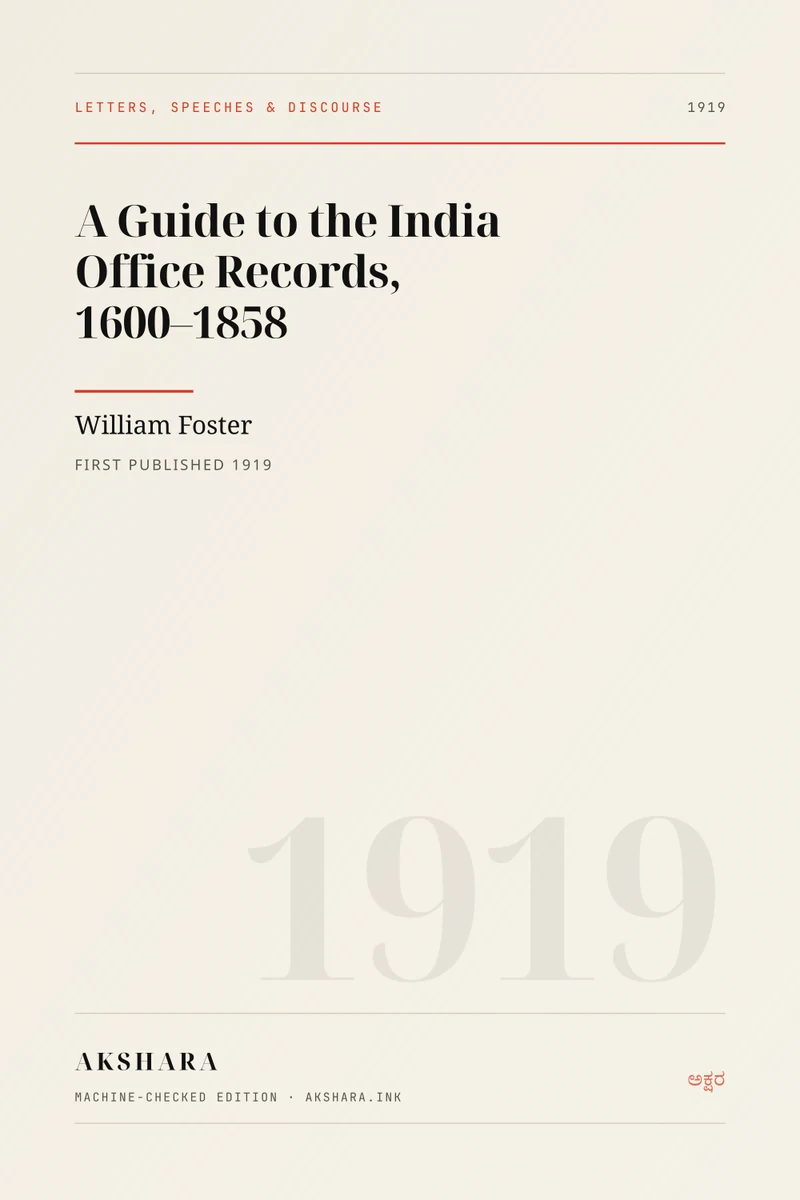 LETTERS, SPEECHES & DISCOURSE 1919
A Guide to the India
Office Records,
1600–1858
William Foster
FIRST PUBLISHED 1919
1919
AKSHARA
MACHINE-CHECKED EDITION · AKSHARA.INK
ಅಕ್ಷರ